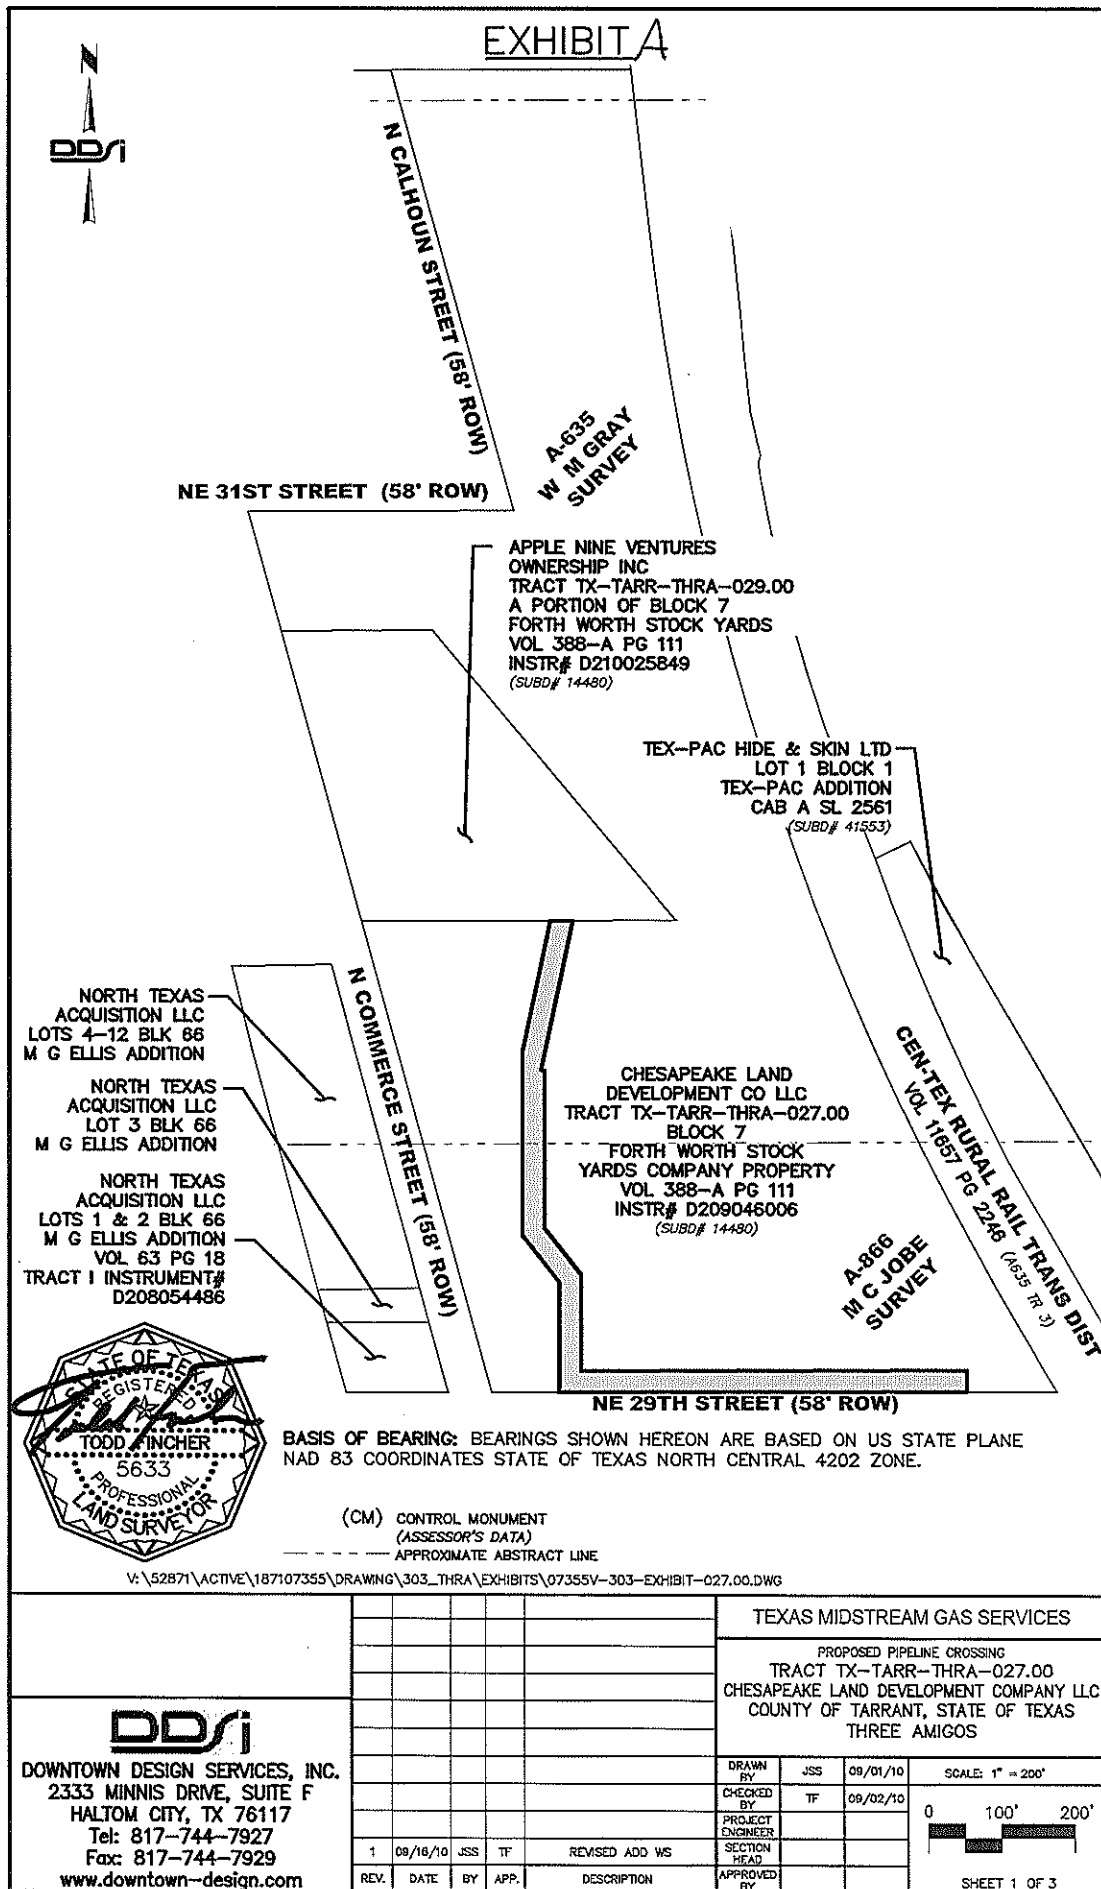 EXHIBIT A
N
DDSi
N CALHOUN STREET (58' ROW)
A-635
W M GRAY
SURVEY
NE 31ST STREET (58' ROW)
APPLE NINE VENTURES
OWNERSHIP INC
TRACT TX-TARR-THRA-029.00
A PORTION OF BLOCK 7
FORTH WORTH STOCK YARDS
VOL 388-A PG 111
INSTR# D210025849
(SUBD# 14480)
TEX-PAC HIDE & SKIN LTD
LOT 1 BLOCK 1
TEX-PAC ADDITION
CAB A SL 2561
(SUBD# 41553)
NORTH TEXAS
ACQUISITION LLC
LOTS 4-12 BLK 66
M G ELLIS ADDITION
NORTH TEXAS
ACQUISITION LLC
LOT 3 BLK 66
M G ELLIS ADDITION
NORTH TEXAS
ACQUISITION LLC
LOTS 1 & 2 BLK 66
M G ELLIS ADDITION
VOL 63 PG 18
TRACT I INSTRUMENT#
D208054486
N COMMERCE STREET (58' ROW)
CHESAPEAKE LAND
DEVELOPMENT CO LLC
TRACT TX-TARR-THRA-027.00
BLOCK 7
FORTH WORTH STOCK
YARDS COMPANY PROPERTY
VOL 388-A PG 111
INSTR# D209046006
(SUBD# 14480)
CEN-TEX RURAL RAIL TRANS DIST
VOL 11657 PG 2246 (A635 TR 3)
A-866
M C JOBE
SURVEY
NE 29TH STREET (58' ROW)
STATE OF TEXAS
REGISTERED
TODD FINCHER
5633
PROFESSIONAL
LAND SURVEYOR
BASIS OF BEARING: BEARINGS SHOWN HEREON ARE BASED ON US STATE PLANE
NAD 83 COORDINATES STATE OF TEXAS NORTH CENTRAL 4202 ZONE.
(CM) CONTROL MONUMENT
(ASSESSOR'S DATA)
APPROXIMATE ABSTRACT LINE
V:\52871\ACTIVE\187107355\DRAWING\303_THRA\EXHIBITS\07355V-303-EXHIBIT-027.00.DWG
DDSi
DOWNTOWN DESIGN SERVICES, INC.
2333 MINNIS DRIVE, SUITE F
HALTOM CITY, TX 76117
Tel: 817-744-7927
Fax: 817-744-7929
www.downtown-design.com
1 09/16/10 JSS TF REVISED ADD WS
REV. DATE BY APP. DESCRIPTION
TEXAS MIDSTREAM GAS SERVICES
PROPOSED PIPELINE CROSSING
TRACT TX-TARR-THRA-027.00
CHESAPEAKE LAND DEVELOPMENT COMPANY LLC
COUNTY OF TARRANT, STATE OF TEXAS
THREE AMIGOS
DRAWN BY JSS 09/01/10
CHECKED BY TF 09/02/10
PROJECT ENGINEER
SECTION HEAD
APPROVED BY
SCALE: 1" = 200'
0 100' 200'
SHEET 1 OF 3